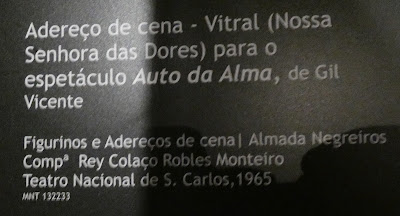 Adereço de cena - Vitral (Nossa
Senhora das Dores) para o
espetáculo Auto da Alma, de Gil
Vicente
Figurinos e Adereços de cena| Almada Negreiros
Compª Rey Colaço Robles Monteiro
Teatro Nacional de S. Carlos,1965
MNT 132233